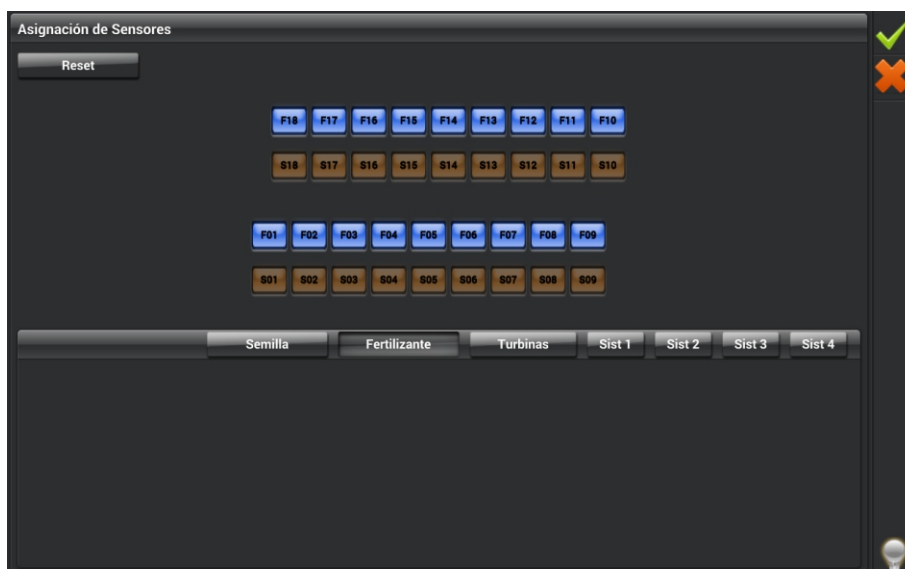 Asignación de Sensores
Reset
F18 F17 F16 F15 F14 F13 F12 F11 F10
S18 S17 S16 S15 S14 S13 S12 S11 S10
F01 F02 F03 F04 F05 F06 F07 F08 F09
S01 S02 S03 S04 S05 S06 S07 S08 S09
Semilla Fertilizante Turbinas Sist 1 Sist 2 Sist 3 Sist 4